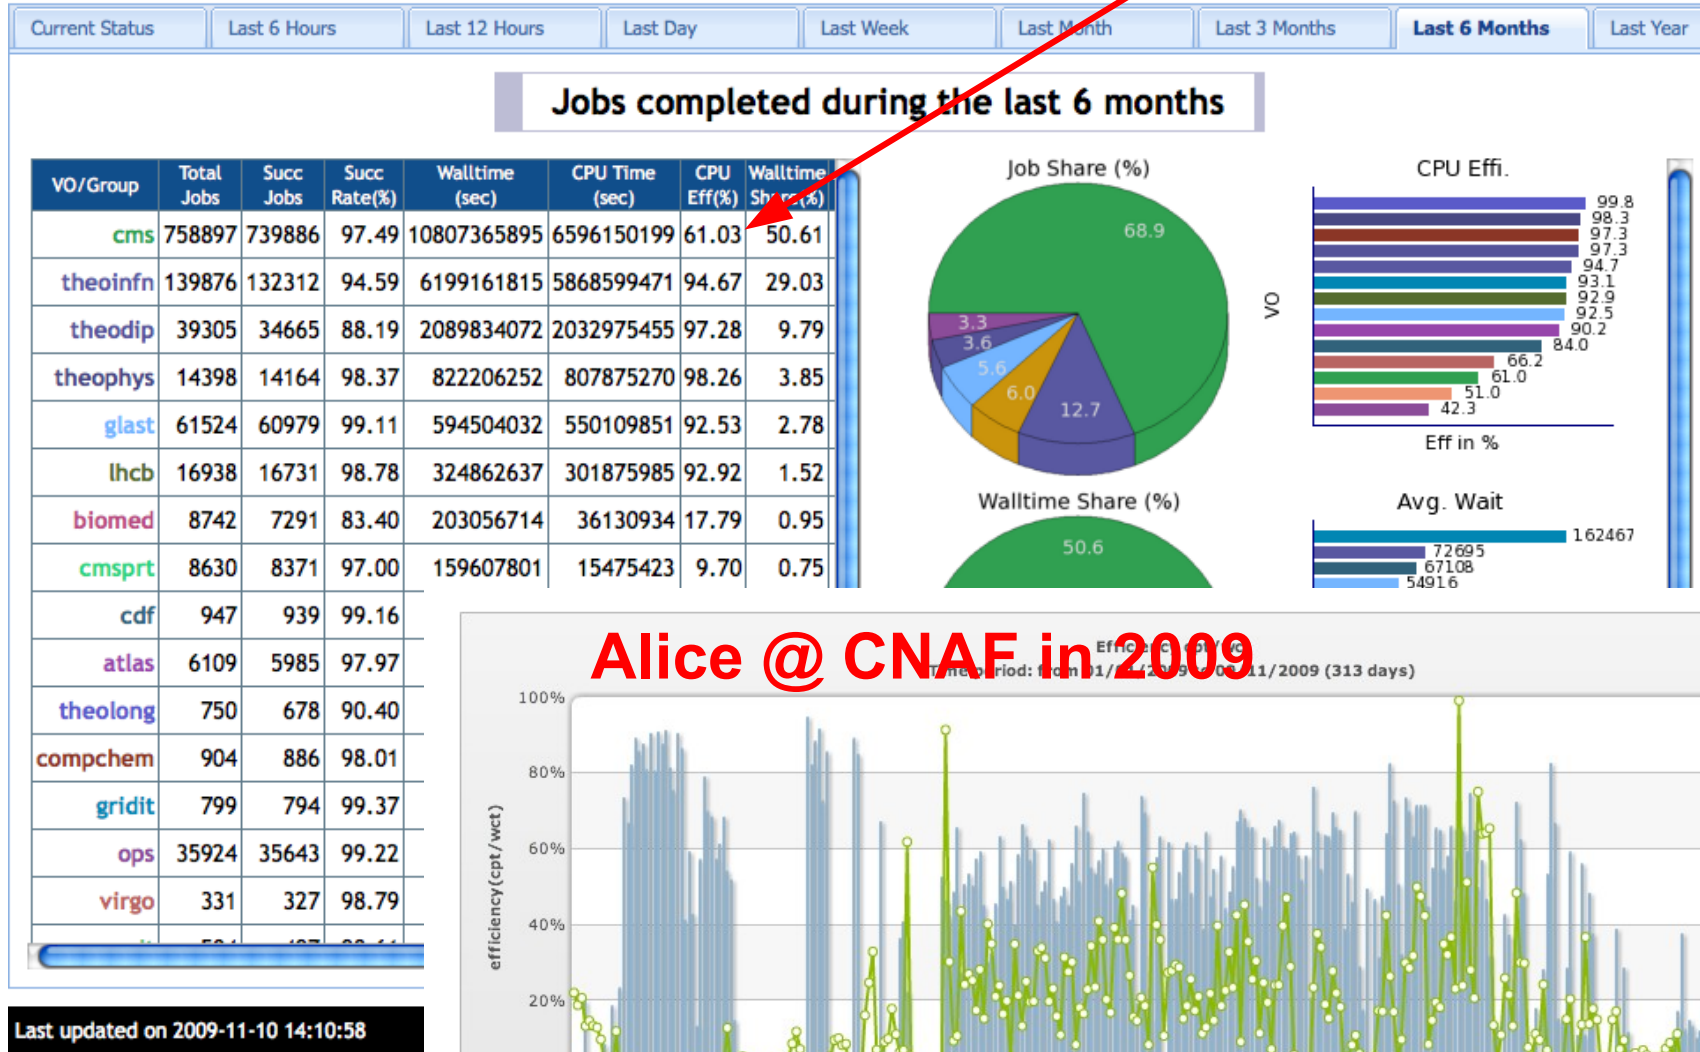 Current Status Last 6 Hours Last 12 Hours Last Day Last Week Last Month Last 3 Months Last 6 Months Last Year
Jobs completed during the last 6 months
VO/Group Total Jobs Succ Jobs Succ Rate(%) Walltime (sec) CPU Time (sec) CPU Eff(%) Walltime Share(%)
cms 758897 739886 97.49 10807365895 6596150199 61.03 50.61
theoinfn 139876 132312 94.59 6199161815 5868599471 94.67 29.03
theodip 39305 34665 88.19 2089834072 2032975455 97.28 9.79
theophys 14398 14164 98.37 822206252 807875270 98.26 3.85
glast 61524 60979 99.11 594504032 550109851 92.53 2.78
lhcb 16938 16731 98.78 324862637 301875985 92.92 1.52
biomed 8742 7291 83.40 203056714 36130934 17.79 0.95
cmsprt 8630 8371 97.00 159607801 15475423 9.70 0.75
cdf 947 939 99.16
atlas 6109 5985 97.97
theolong 750 678 90.40
compchem 904 886 98.01
gridit 799 794 99.37
ops 35924 35643 99.22
virgo 331 327 98.79
Last updated on 2009-11-10 14:10:58
Job Share (%)
68.9
3.3
3.6
5.6
6.0
12.7
CPU Effi.
VO
99.8
98.3
97.3
97.3
94.7
93.1
92.9
92.5
90.2
84.0
66.2
61.0
51.0
42.3
Eff in %
Walltime Share (%)
50.6
Avg. Wait
162467
72695
67108
54916
Alice @ CNAF in 2009
11/2009 (313 days)
efficiency(cpt/wct)
100%
80%
60%
40%
20%